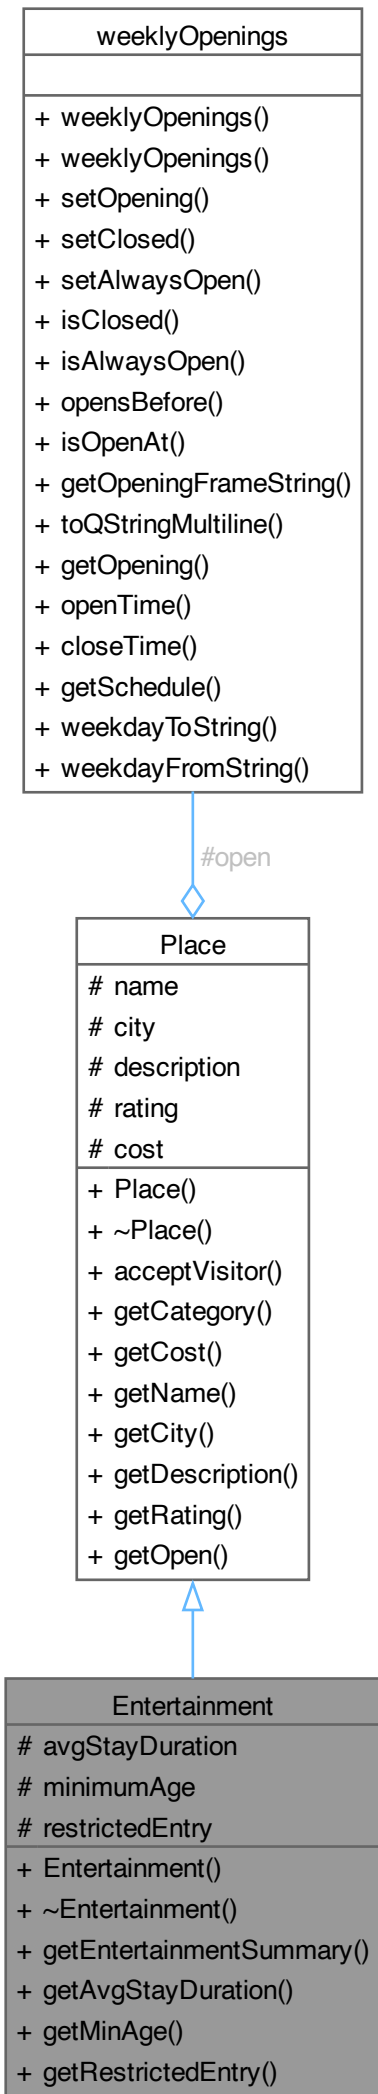 weeklyOpenings
+ weeklyOpenings()
+ weeklyOpenings()
+ setOpening()
+ setClosed()
+ setAlwaysOpen()
+ isClosed()
+ isAlwaysOpen()
+ opensBefore()
+ isOpenAt()
+ getOpeningFrameString()
+ toQStringMultiline()
+ getOpening()
+ openTime()
+ closeTime()
+ getSchedule()
+ weekdayToString()
+ weekdayFromString()
#open
Place
# name
# city
# description
# rating
# cost
+ Place()
+ ~Place()
+ acceptVisitor()
+ getCategory()
+ getCost()
+ getName()
+ getCity()
+ getDescription()
+ getRating()
+ getOpen()
Entertainment
# avgStayDuration
# minimumAge
# restrictedEntry
+ Entertainment()
+ ~Entertainment()
+ getEntertainmentSummary()
+ getAvgStayDuration()
+ getMinAge()
+ getRestrictedEntry()